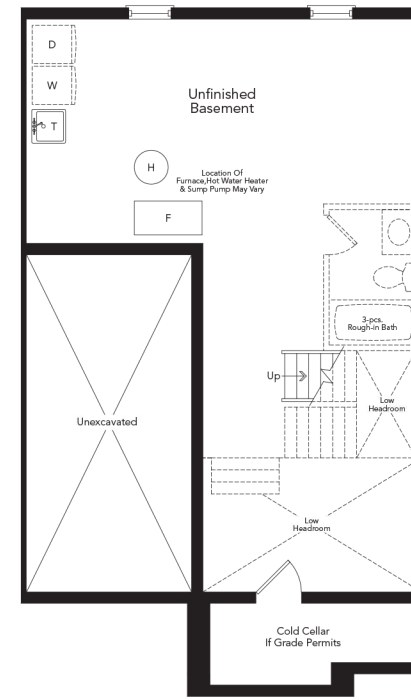 D
W
T
Unfinished
Basement
H
Location Of
Furnace,Hot Water Heater
& Sump Pump May Vary
F
3-pcs.
Rough-in Bath
Up
Low
Headroom
Unexcavated
Low
Headroom
Cold Cellar
If Grade Permits